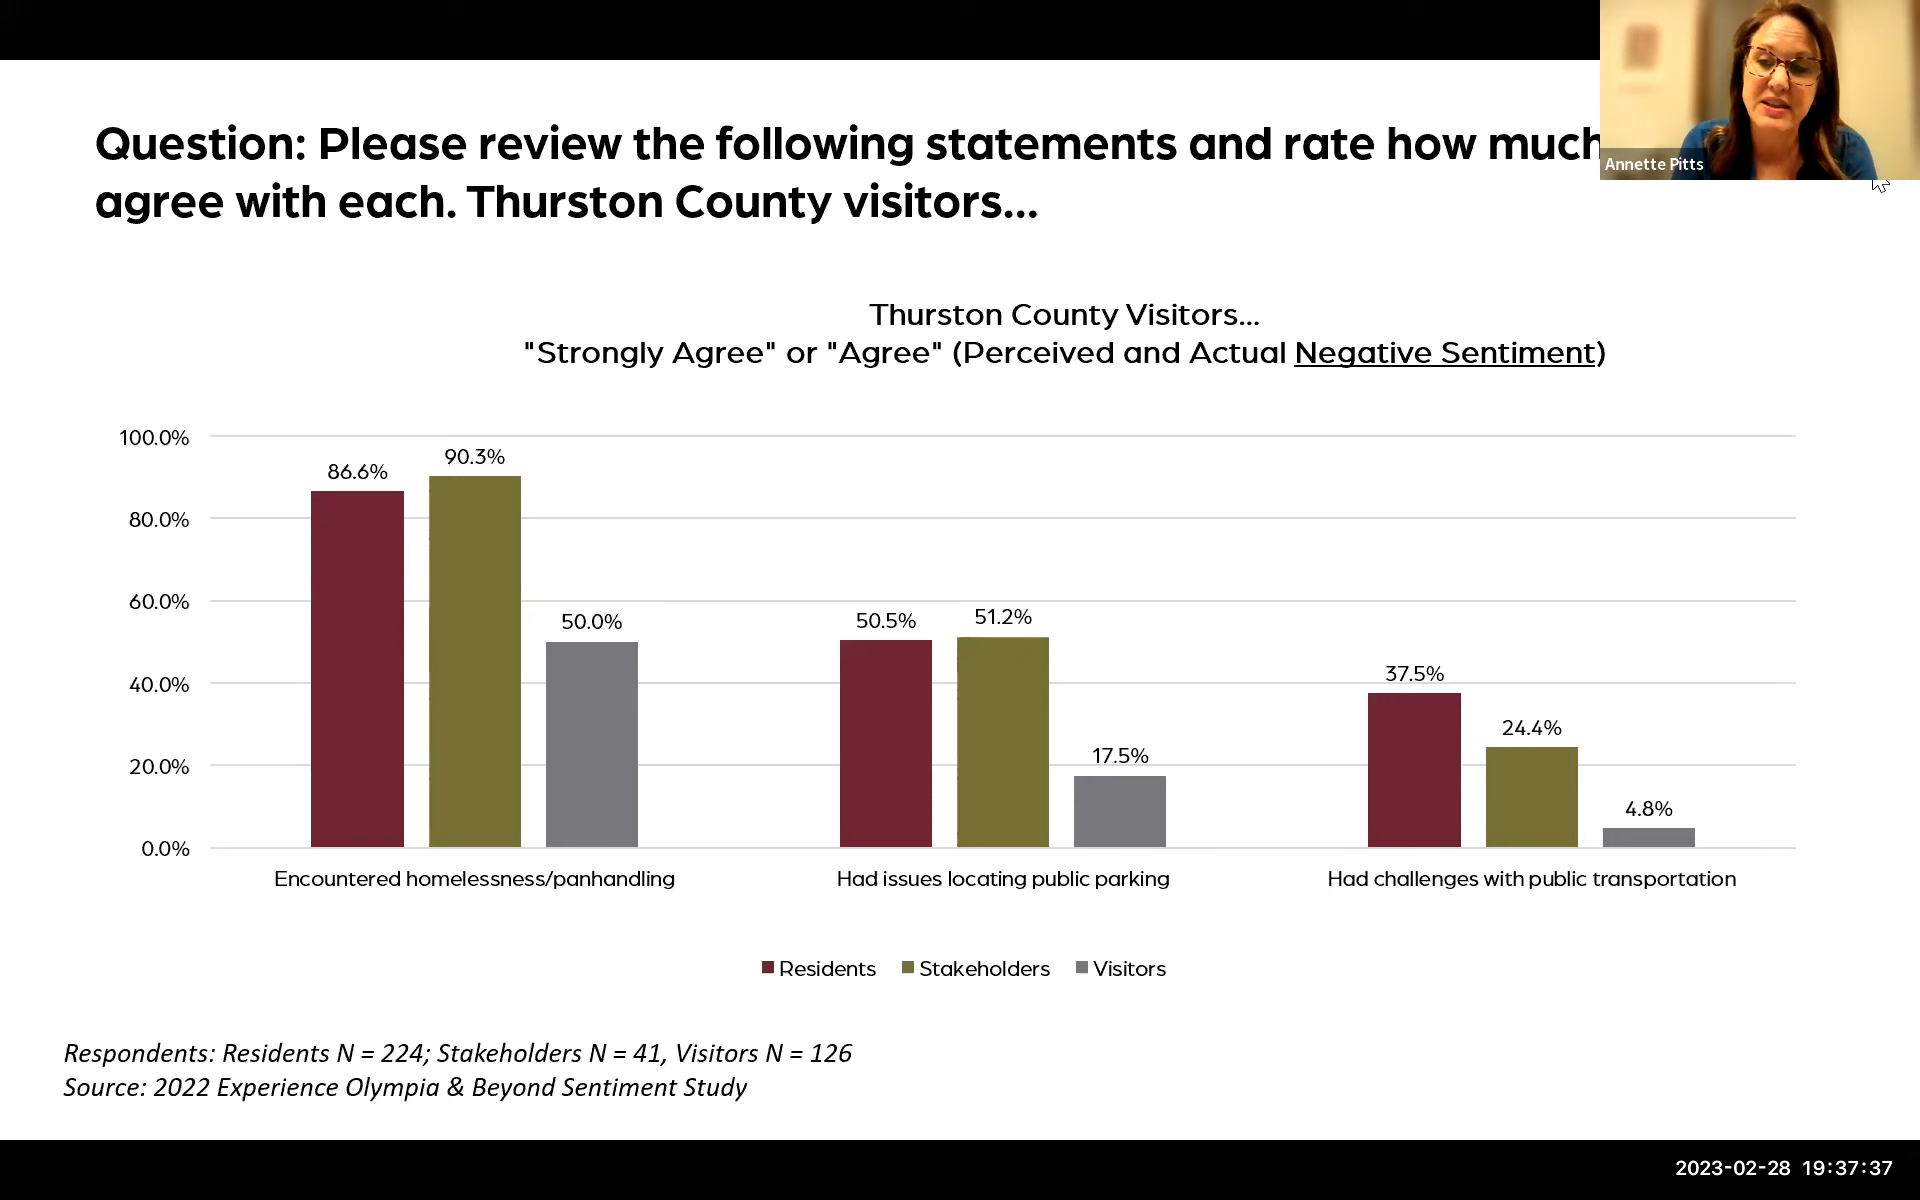 Question: Please review the following statements and rate how much
agree with each. Thurston County visitors...
Annette Pitts
Thurston County Visitors...
"Strongly Agree" or "Agree" (Perceived and Actual Negative Sentiment)
100.0%
80.0%
60.0%
40.0%
20.0%
0.0%
86.6%
90.3%
50.0%
50.5%
51.2%
17.5%
37.5%
24.4%
4.8%
Encountered homelessness/panhandling
Had issues locating public parking
Had challenges with public transportation
Residents
Stakeholders
Visitors
Respondents: Residents N = 224; Stakeholders N = 41, Visitors N = 126
Source: 2022 Experience Olympia & Beyond Sentiment Study
2023-02-28 19:37:37